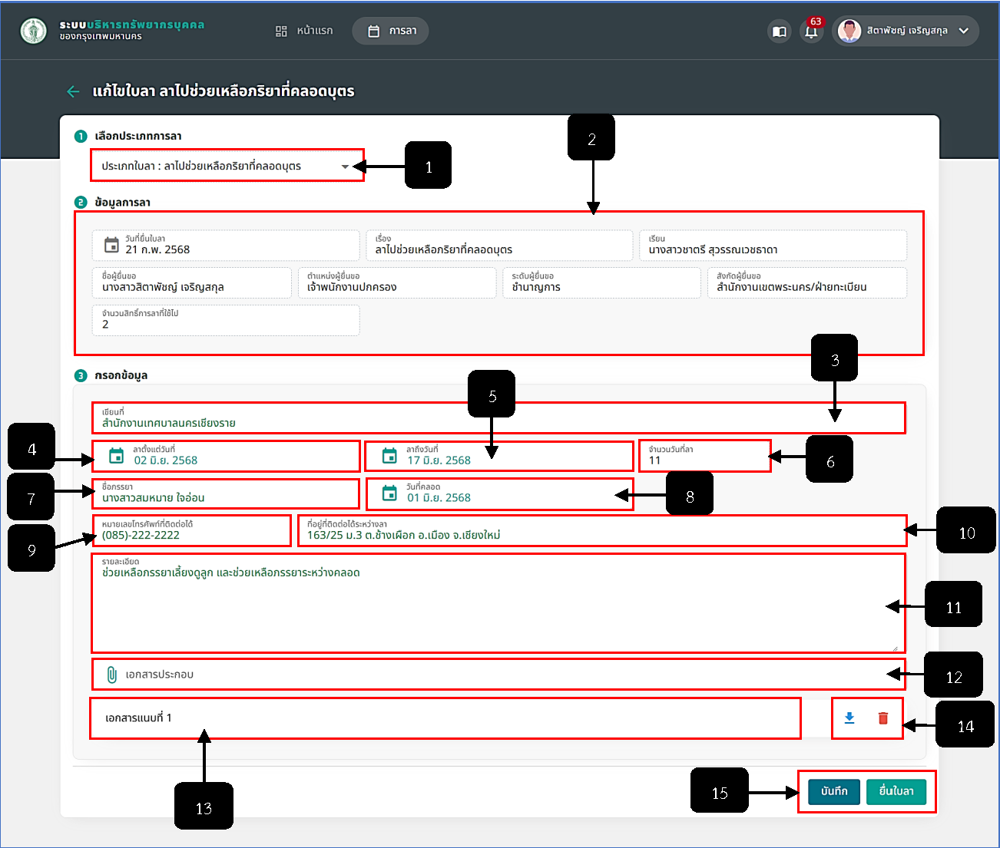 ระบบบริหารทรัพยากรบุคคล
ของกรุงเทพมหานคร
หน้าแรก
การลา
63
สิตาพัชญ์ เจริญสกุล
แก้ไขใบลา ลาไปช่วยเหลือภริยาที่คลอดบุตร
1 เลือกประเภทการลา
2
ประเภทใบลา : ลาไปช่วยเหลือภริยาที่คลอดบุตร
1
2 ข้อมูลการลา
วันที่ยื่นใบลา
21 ก.พ. 2568
เรื่อง
ลาไปช่วยเหลือภริยาที่คลอดบุตร
เรียน
นางสาวชาตรี สุวรรณเวชธาดา
ชื่อผู้ยื่นขอ
นางสาวสิตาพัชญ์ เจริญสกุล
ตำแหน่งผู้ยื่นขอ
เจ้าพนักงานปกครอง
ระดับผู้ยื่นขอ
ชำนาญการ
สังกัดผู้ยื่นขอ
สำนักงานเขตพระนคร/ฝ่ายทะเบียน
จำนวนสิทธิ์การลาที่ใช้ไป
2
3
3 กรอกข้อมูล
5
เขียนที่
สำนักงานเทศบาลนครเชียงราย
4
ลาตั้งแต่วันที่
02 มิ.ย. 2568
ลาถึงวันที่
17 มิ.ย. 2568
จำนวนวันที่ลา
11
6
7
ชื่อภรรยา
นางสาวสมหมาย ใจอ่อน
วันที่คลอด
01 มิ.ย. 2568
8
9
หมายเลขโทรศัพท์ที่ติดต่อได้
(085)-222-2222
ที่อยู่ที่ติดต่อได้ระหว่างลา
163/25 ม.3 ต.ช้างเผือก อ.เมือง จ.เชียงใหม่
10
รายละเอียด
ช่วยเหลือภรรยาเลี้ยงดูลูก และช่วยเหลือภรรยาระหว่างคลอด
11
เอกสารประกอบ
12
เอกสารแนบที่ 1
14
13
15
บันทึก
ยื่นใบลา